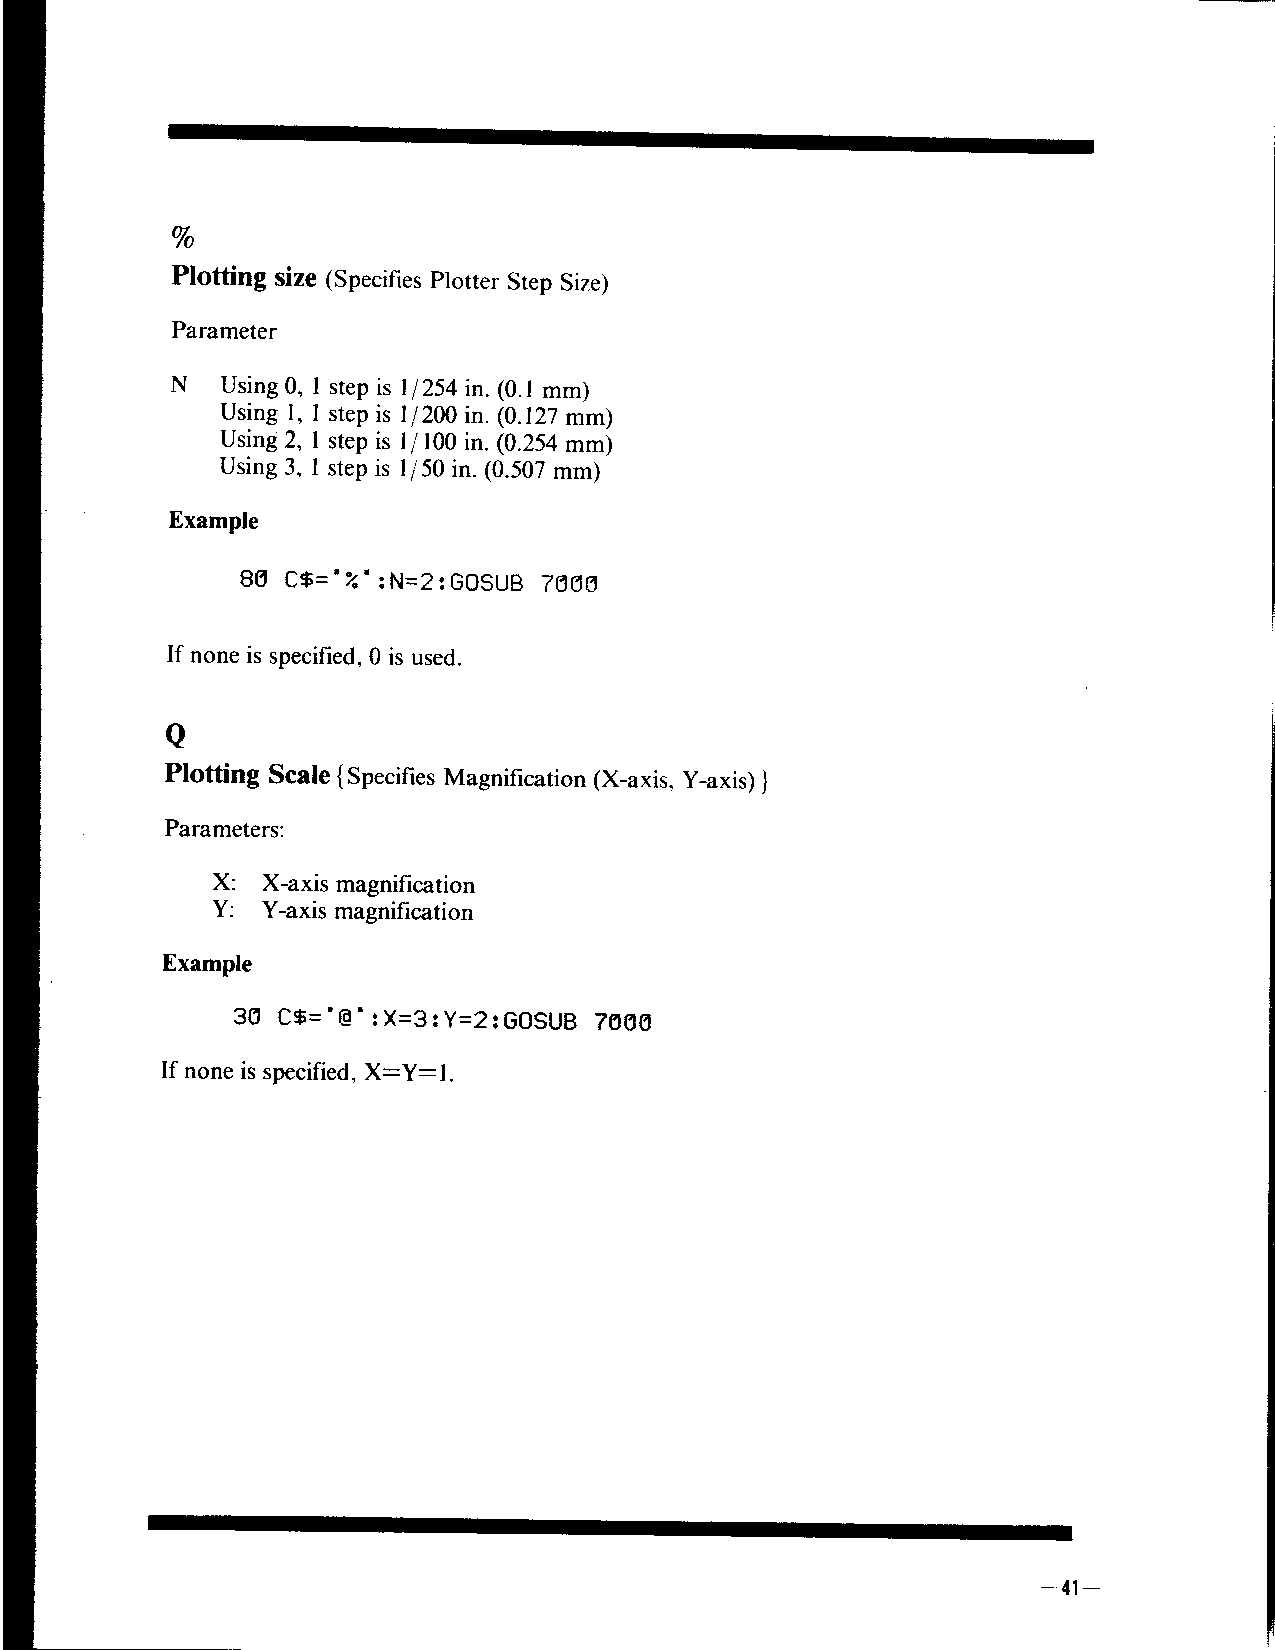 %
Plotting size (Specifies Plotter Step Size)
Parameter
N Using 0, 1 step is 1/254 in. (0.1 mm)
Using 1, 1 step is 1/200 in. (0.127 mm)
Using 2, 1 step is 1/100 in. (0.254 mm)
Using 3, 1 step is 1/50 in. (0.507 mm)
Example
80 C$="%":N=2:GOSUB 7000
If none is specified, 0 is used.
Q
Plotting Scale {Specifies Magnification (X-axis, Y-axis)}
Parameters:
X: X-axis magnification
Y: Y-axis magnification
Example
30 C$="@":X=3:Y=2:GOSUB 7000
If none is specified, X=Y=1.
—41—